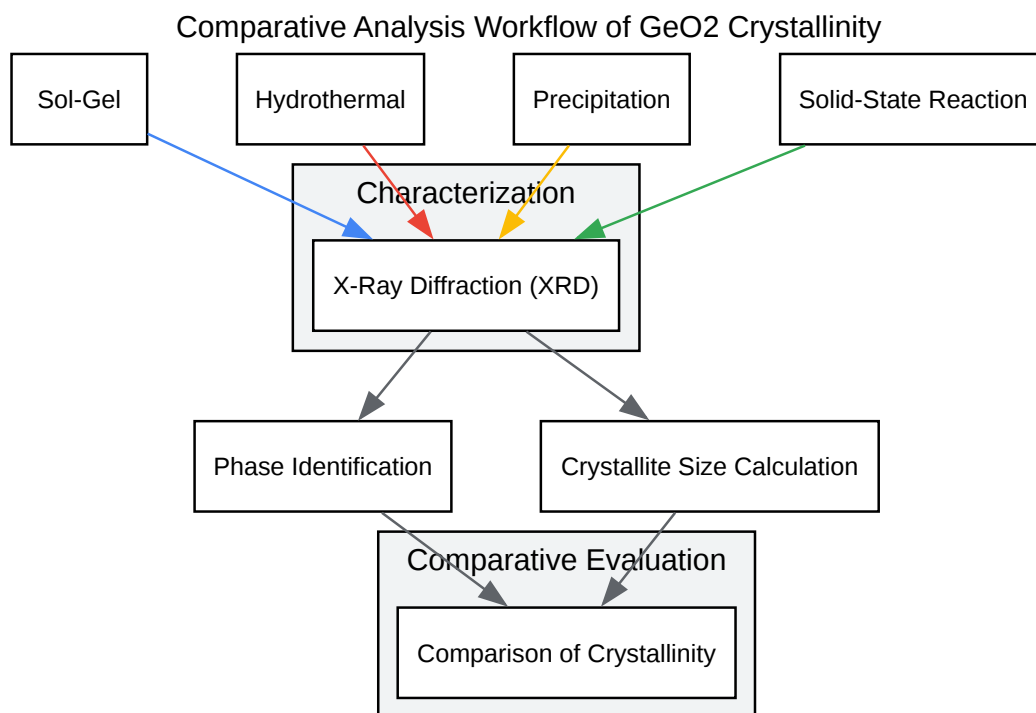 Comparative Analysis Workflow of GeO2 Crystallinity
Sol-Gel
Hydrothermal
Precipitation
Solid-State Reaction
Characterization
X-Ray Diffraction (XRD)
Phase Identification
Crystallite Size Calculation
Comparative Evaluation
Comparison of Crystallinity